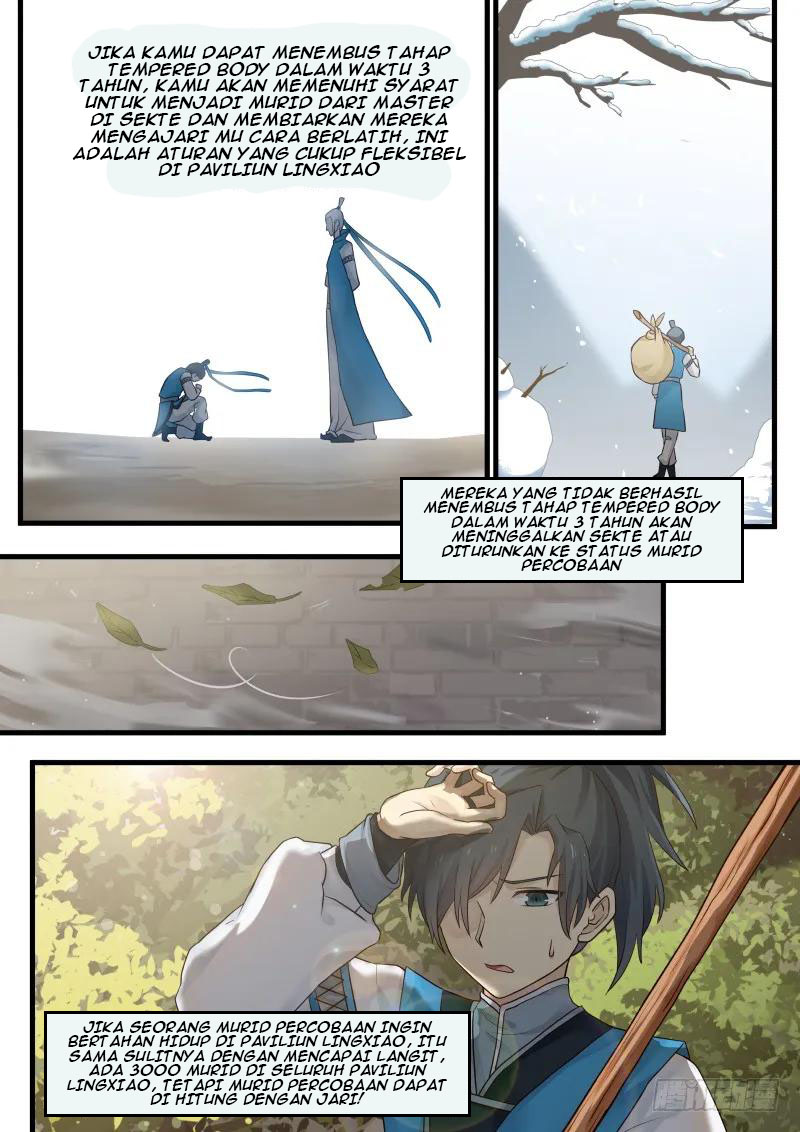 JIKA KAMU DAPAT MENEMBUS TAHAP
TEMPERED BODY DALAM WAKTU 3
TAHUN, KAMU AKAN MEMENUHI SYARAT
UNTUK MENJADI MURID DARI MASTER
DI SEKTE DAN MEMBIARKAN MEREKA
MENGAJARI MU CARA BERLATIH, INI
ADALAH ATURAN YANG CUKUP FLEKSIBEL
DI PAVILIUN LINGXIAO
MEREKA YANG TIDAK BERHASIL
MENEMBUS TAHAP TEMPERED BODY
DALAM WAKTU 3 TAHUN AKAN
MENINGGALKAN SEKTE ATAU
DITURUNKAN KE STATUS MURID
PERCOBAAN
JIKA SEORANG MURID PERCOBAAN INGIN
BERTAHAN HIDUP DI PAVILIUN LINGXIAO, ITU
SAMA SULITNYA DENGAN MENCAPAI LANGIT,
ADA 3000 MURID DI SELURUH PAVILIUN
LINGXIAO, TETAPI MURID PERCOBAAN DAPAT
DI HITUNG DENGAN JARI!
腾讯动漫